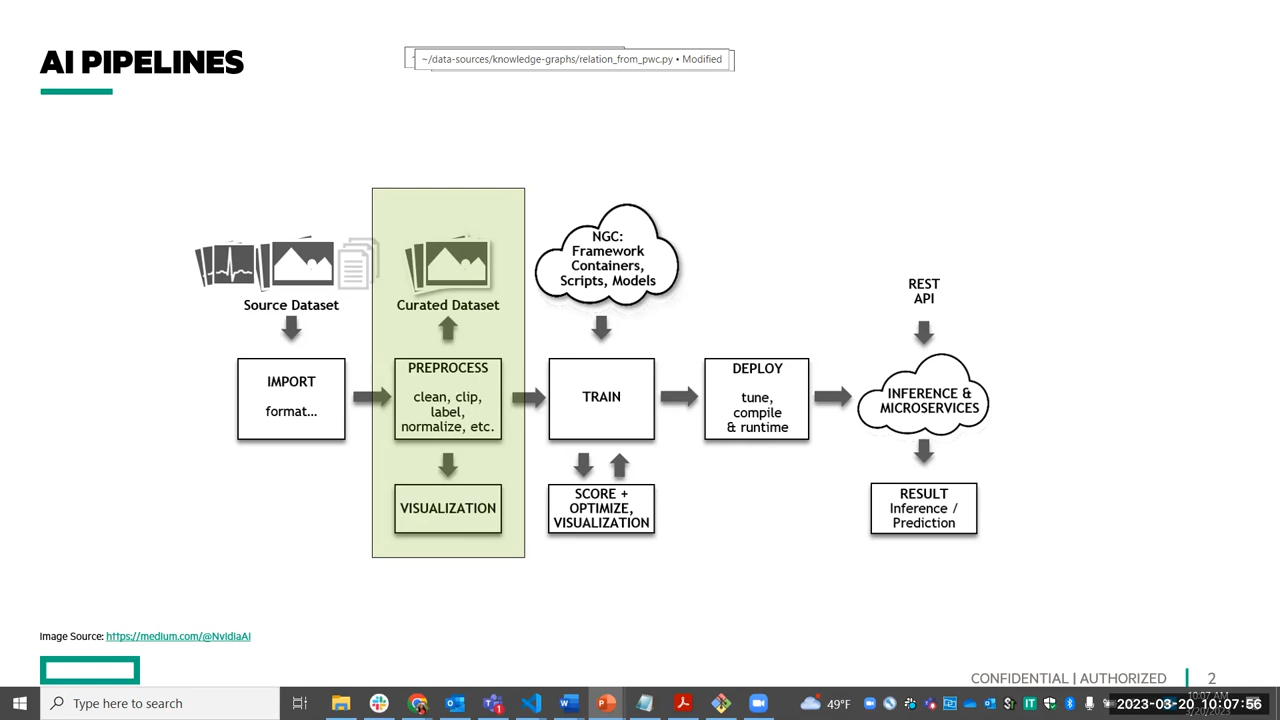 AI PIPELINES
~/data-sources/knowledge-graphs/relation_from_pwc.py • Modified
NGC:
Framework
Containers,
Scripts, Models
Source Dataset
Curated Dataset
REST
API
IMPORT
format...
PREPROCESS
clean, clip,
label,
normalize, etc.
TRAIN
DEPLOY
tune,
compile
& runtime
INFERENCE &
MICROSERVICES
VISUALIZATION
SCORE +
OPTIMIZE,
VISUALIZATION
RESULT
Inference /
Prediction
Image Source: https://medium.com/@NvidiaAI
CONFIDENTIAL | AUTHORIZED 2
Type here to search
49°F
10:07 AM
2023-03-20 10:07:56